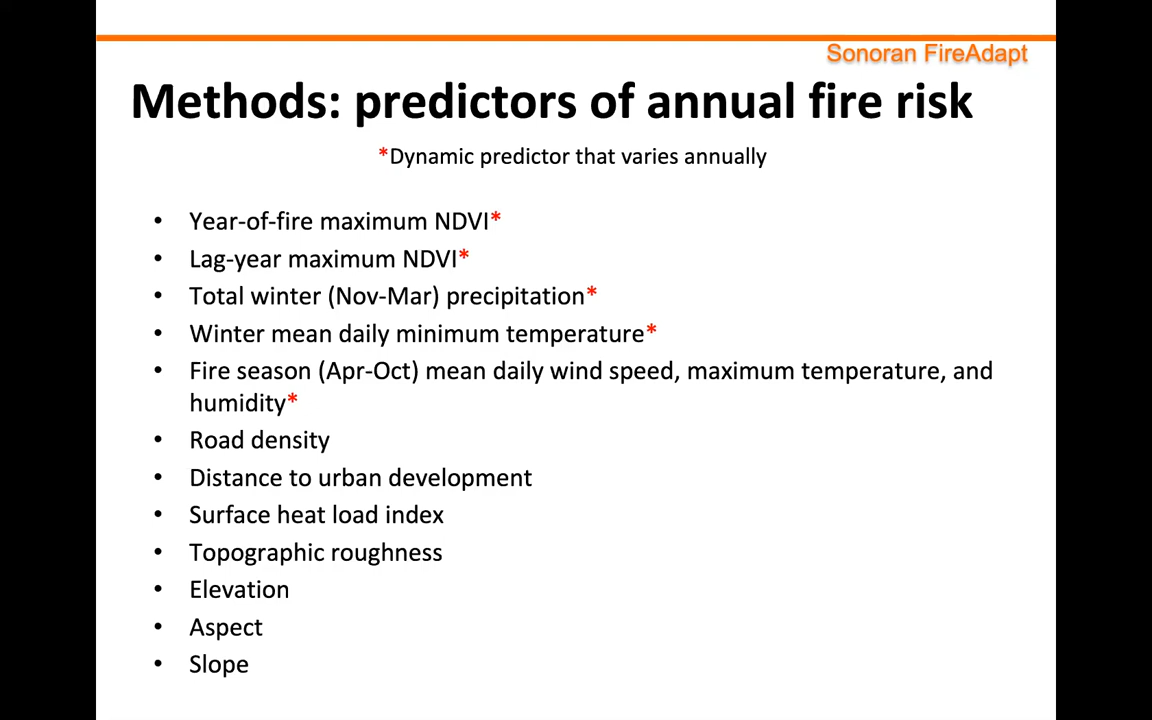 Sonoran FireAdapt
Methods: predictors of annual fire risk
*Dynamic predictor that varies annually
• Year-of-fire maximum NDVI*
• Lag-year maximum NDVI*
• Total winter (Nov-Mar) precipitation*
• Winter mean daily minimum temperature*
• Fire season (Apr-Oct) mean daily wind speed, maximum temperature, and
humidity*
• Road density
• Distance to urban development
• Surface heat load index
• Topographic roughness
• Elevation
• Aspect
• Slope